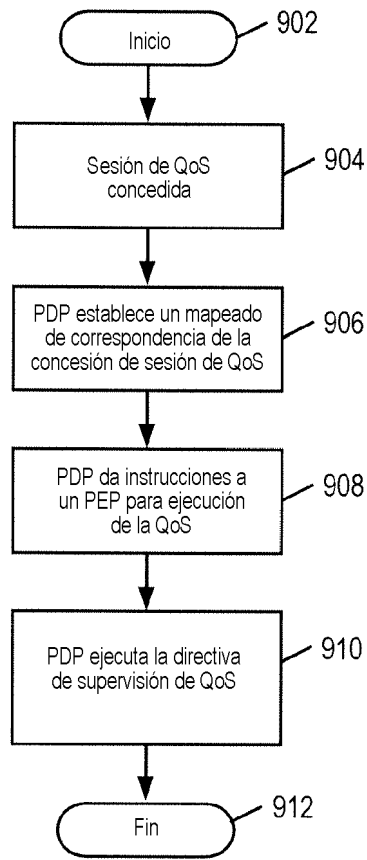 Inicio
902
Sesión de QoS
concedida
904
PDP establece un mapeado
de correspondencia de la
concesión de sesión de QoS
906
PDP da instrucciones a
un PEP para ejecución
de la QoS
908
PDP ejecuta la directiva
de supervisión de QoS
910
Fin
912